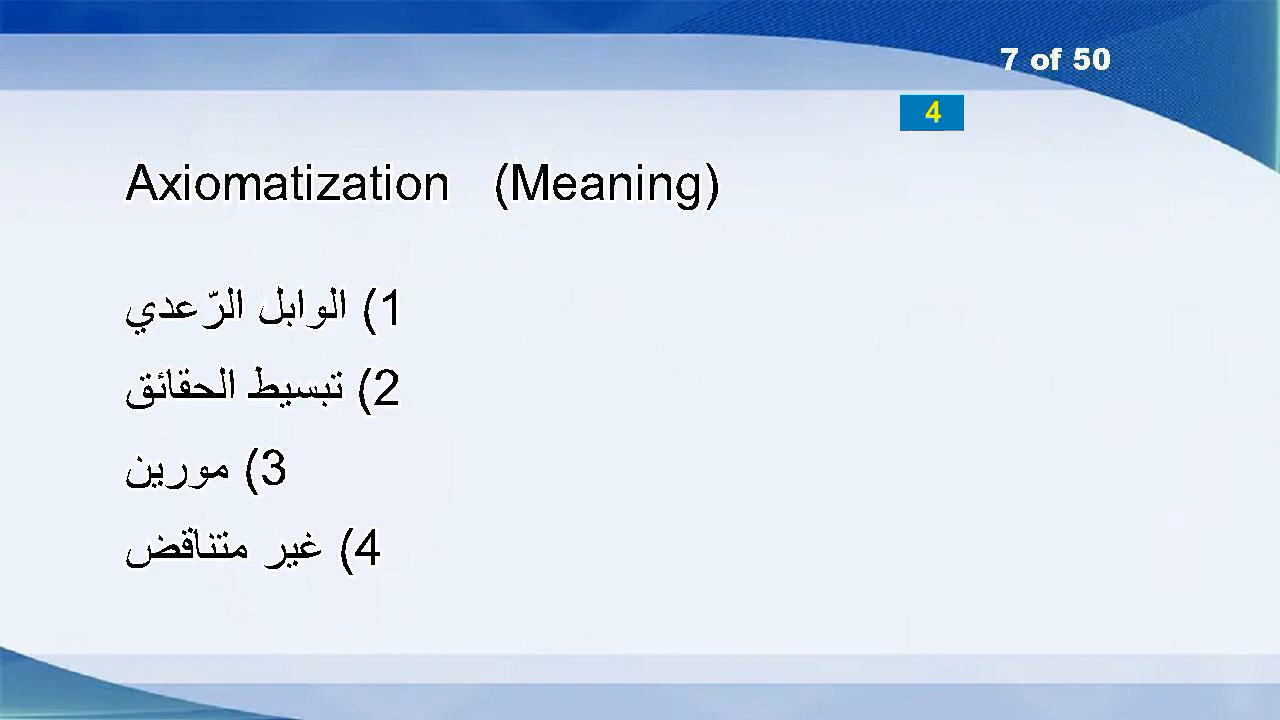 7 of 50
4
Axiomatization (Meaning)
1) الوابل الرّعدي
2) تبسيط الحقائق
3) مورين
4) غير متناقض